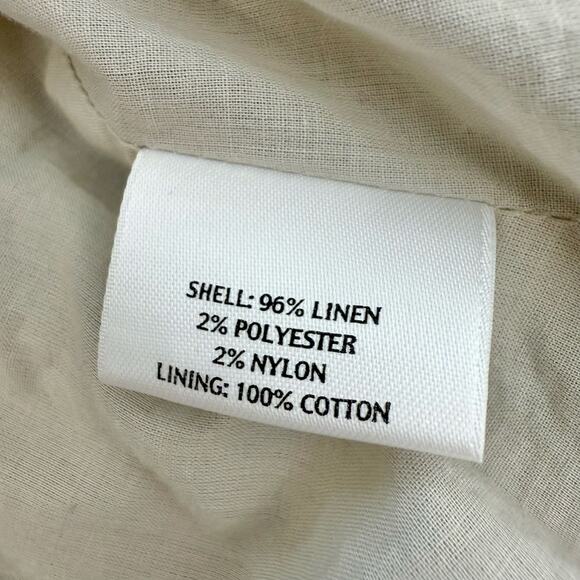 SHELL: 96% LINEN
2% POLYESTER
2% NYLON
LINING: 100% COTTON